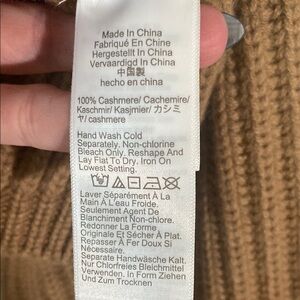 Made In China
Fabriqué En Chine
Hergestellt In China
Vervaardigd In China
中国製
hecho en china
100% Cashmere/ Cachemire/
Kaschmir/ Kasjmier/ カシミ
ヤ/ cashmere
Hand Wash Cold
Separately. Non-chlorine
Bleach Only. Reshape And
Lay Flat To Dry. Iron On
Lowest Setting.
Laver Séparément À La
Main À L'eau Froide.
Seulement Agent De
Blanchiment Non-chlore.
Redonner La Forme
Originale Et Sécher À Plat.
Repasser À Fer Doux Si
Nécessaire.
Separate Handwäsche Kalt.
Nur Chlorfreies Bleichmittel
Verwenden. In Form Ziehen
Und Zum Trocknen